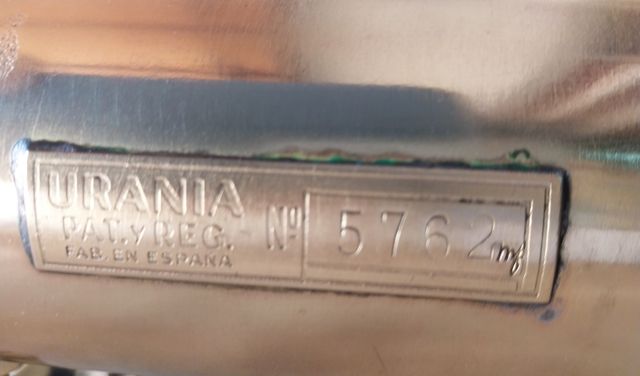 URANIA
PAT. Y REG.
FAB. EN ESPAÑA
Nº 5762